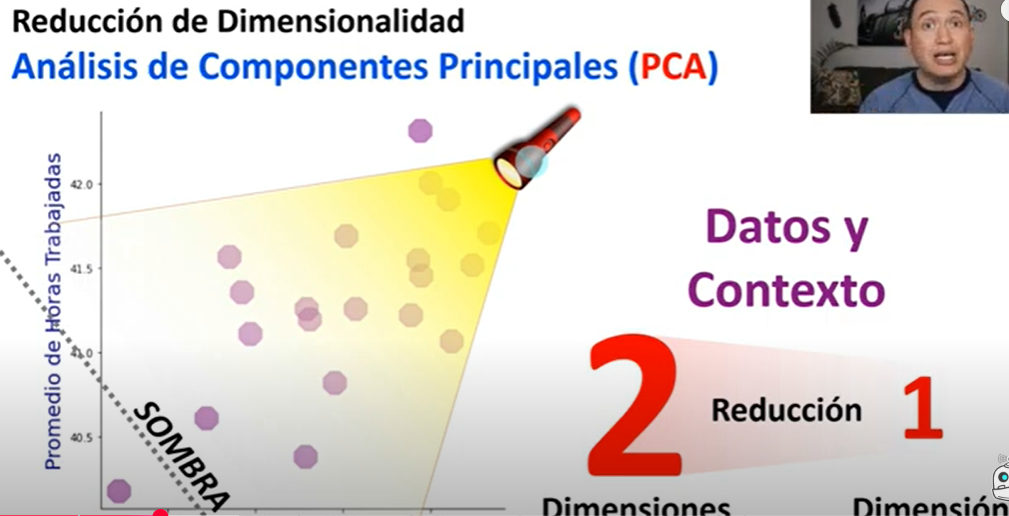 Reducción de Dimensionalidad
Análisis de Componentes Principales (PCA)
Promedio de Horas Trabajadas
42.0
41.5
41.0
40.5
SOMBRA
Datos y
Contexto
2
Reducción
1
Dimensiones
Dimensión